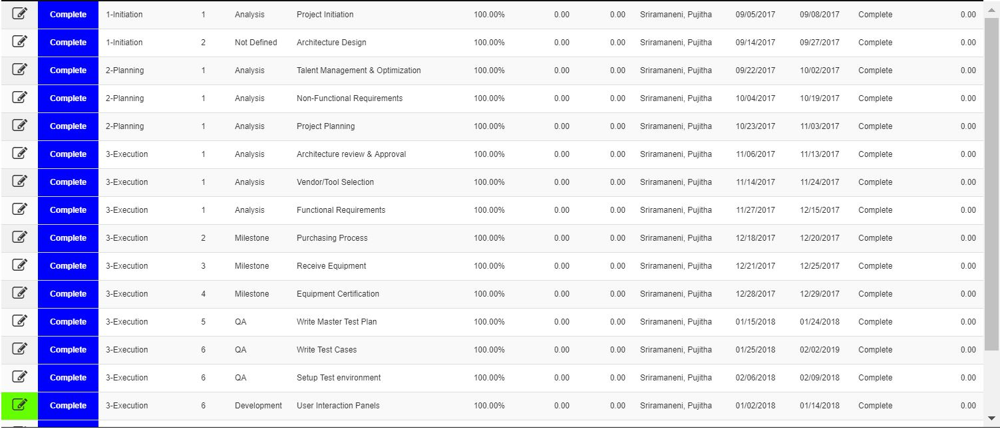 Complete 1-Initiation 1 Analysis Project Initiation 100.00% 0.00 0.00 Sriramaneni, Pujitha 09/05/2017 09/08/2017 Complete 0.00
Complete 1-Initiation 2 Not Defined Architecture Design 100.00% 0.00 0.00 Sriramaneni, Pujitha 09/14/2017 09/27/2017 Complete 0.00
Complete 2-Planning 1 Analysis Talent Management & Optimization 100.00% 0.00 0.00 Sriramaneni, Pujitha 09/22/2017 10/02/2017 Complete 0.00
Complete 2-Planning 1 Analysis Non-Functional Requirements 100.00% 0.00 0.00 Sriramaneni, Pujitha 10/04/2017 10/19/2017 Complete 0.00
Complete 2-Planning 1 Analysis Project Planning 100.00% 0.00 0.00 Sriramaneni, Pujitha 10/23/2017 11/03/2017 Complete 0.00
Complete 3-Execution 1 Analysis Architecture review & Approval 100.00% 0.00 0.00 Sriramaneni, Pujitha 11/06/2017 11/13/2017 Complete 0.00
Complete 3-Execution 1 Analysis Vendor/Tool Selection 100.00% 0.00 0.00 Sriramaneni, Pujitha 11/14/2017 11/24/2017 Complete 0.00
Complete 3-Execution 1 Analysis Functional Requirements 100.00% 0.00 0.00 Sriramaneni, Pujitha 11/27/2017 12/15/2017 Complete 0.00
Complete 3-Execution 2 Milestone Purchasing Process 100.00% 0.00 0.00 Sriramaneni, Pujitha 12/18/2017 12/20/2017 Complete 0.00
Complete 3-Execution 3 Milestone Receive Equipment 100.00% 0.00 0.00 Sriramaneni, Pujitha 12/21/2017 12/25/2017 Complete 0.00
Complete 3-Execution 4 Milestone Equipment Certification 100.00% 0.00 0.00 Sriramaneni, Pujitha 12/28/2017 12/29/2017 Complete 0.00
Complete 3-Execution 5 QA Write Master Test Plan 100.00% 0.00 0.00 Sriramaneni, Pujitha 01/15/2018 01/24/2018 Complete 0.00
Complete 3-Execution 6 QA Write Test Cases 100.00% 0.00 0.00 Sriramaneni, Pujitha 01/25/2018 02/02/2019 Complete 0.00
Complete 3-Execution 6 QA Setup Test environment 100.00% 0.00 0.00 Sriramaneni, Pujitha 02/06/2018 02/09/2018 Complete 0.00
Complete 3-Execution 6 Development User Interaction Panels 100.00% 0.00 0.00 Sriramaneni, Pujitha 01/02/2018 01/14/2018 Complete 0.00